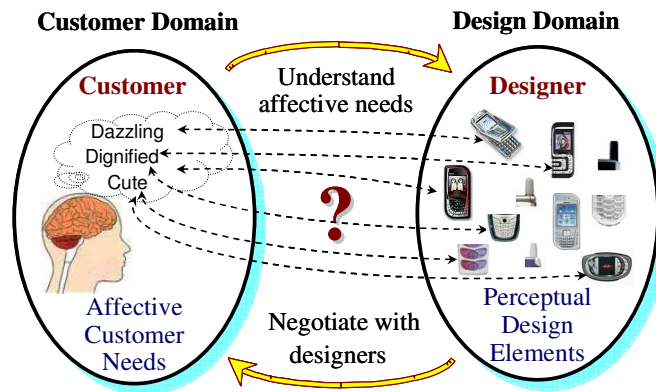 Customer Domain
Design Domain
Customer
Understand
affective needs
Designer
Dazzling
Dignified
Cute
?
Affective
Customer
Needs
Negotiate with
designers
Perceptual
Design
Elements